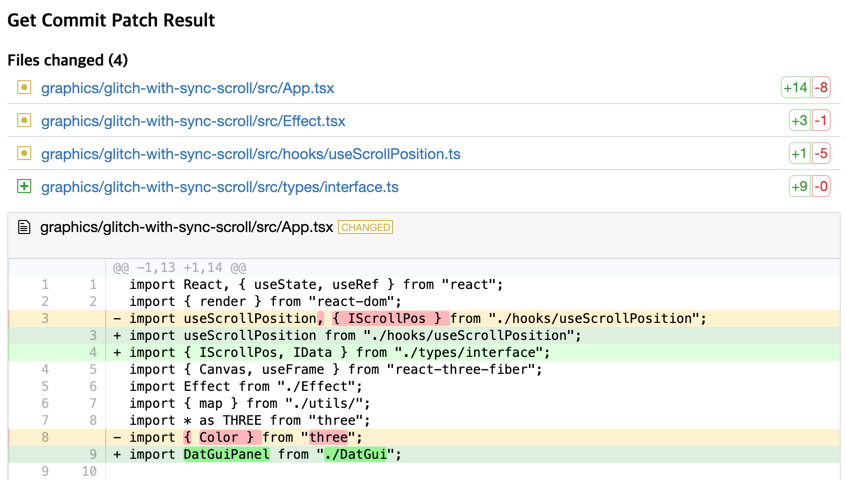 Get Commit Patch Result
Files changed (4)
graphics/glitch-with-sync-scroll/src/App.tsx +14 -8
graphics/glitch-with-sync-scroll/src/Effect.tsx +3 -1
graphics/glitch-with-sync-scroll/src/hooks/useScrollPosition.ts +1 -5
graphics/glitch-with-sync-scroll/src/types/interface.ts +9 -0
graphics/glitch-with-sync-scroll/src/App.tsx CHANGED
@@ -1,13 +1,14 @@
1 1 import React, { useState, useRef } from "react";
2 2 import { render } from "react-dom";
3 - import useScrollPosition, { IScrollPos } from "./hooks/useScrollPosition";
3 + import useScrollPosition from "./hooks/useScrollPosition";
4 + import { IScrollPos, IData } from "./types/interface";
4 5 import { Canvas, useFrame } from "react-three-fiber";
5 6 import Effect from "./Effect";
6 7 import { map } from "./utils/";
7 8 import * as THREE from "three";
8 - import { Color } from "three";
9 + import DatGuiPanel from "./DatGui";
9 10